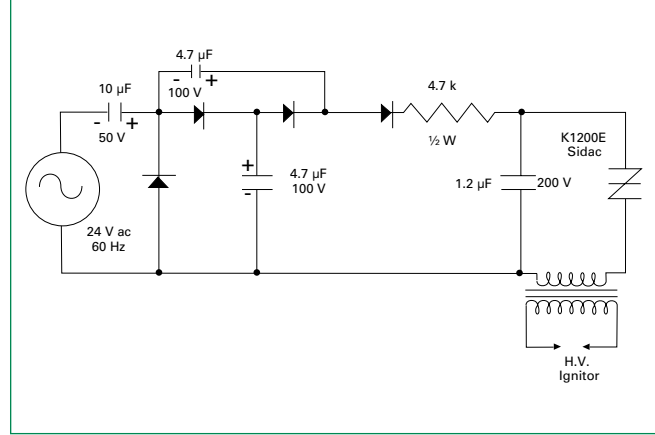 4.7 µF
- +
100 V
10 µF
- +
50 V
4.7 k
½ W
K1200E
Sidac
+
4.7 µF
100 V
-
1.2 µF
200 V
24 V ac
60 Hz
H.V.
Ignitor